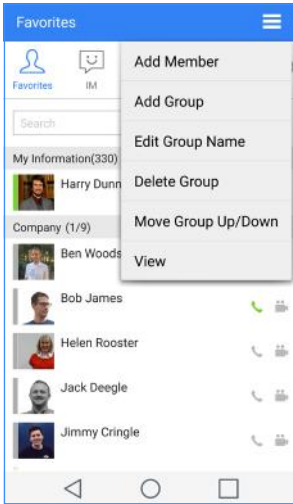 Favorites
Favorites
IM
Search
Add Member
Add Group
Edit Group Name
Delete Group
Move Group Up/Down
View
My Information(330)
Harry Dunn
Company (1/9)
Ben Woods
Bob James
Helen Rooster
Jack Deegle
Jimmy Cringle